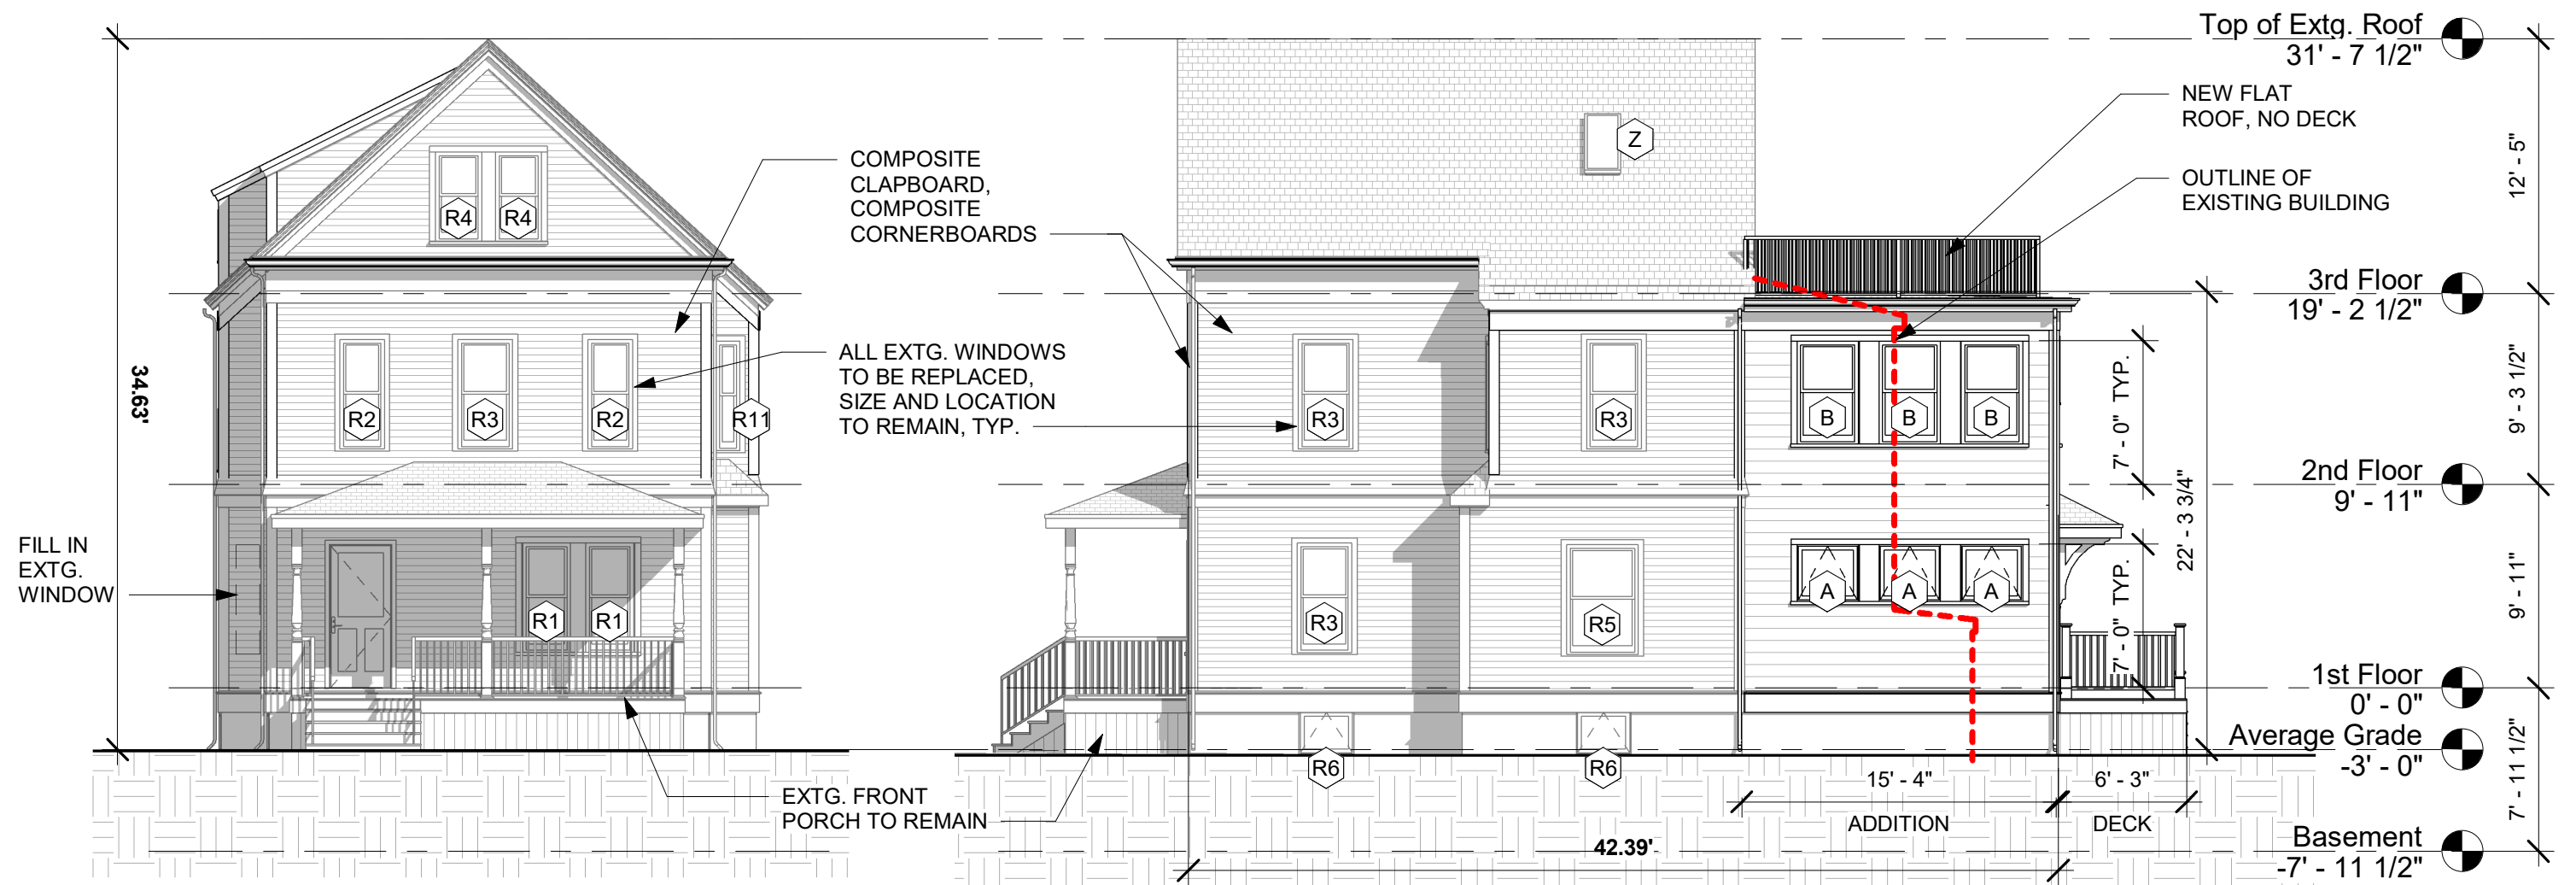 Top of Extg. Roof
31' - 7 1/2"
NEW FLAT
ROOF, NO DECK
OUTLINE OF
EXISTING BUILDING
12' - 5"
COMPOSITE
CLAPBOARD,
COMPOSITE
CORNERBOARDS
Z
R4
R4
3rd Floor
19' - 2 1/2"
ALL EXTG. WINDOWS
TO BE REPLACED,
SIZE AND LOCATION
TO REMAIN, TYP.
34.63'
R2
R3
R2
R11
R3
R3
B
B
B
7' - 0" TYP.
9' - 3 1/2"
2nd Floor
9' - 11"
22' - 3 3/4"
FILL IN
EXTG.
WINDOW
R1
R1
R3
R5
A
A
A
7' - 0" TYP.
9' - 11"
1st Floor
0' - 0"
Average Grade
-3' - 0"
R6
R6
15' - 4"
6' - 3"
7' - 11 1/2"
EXTG. FRONT
PORCH TO REMAIN
ADDITION
DECK
42.39'
Basement
-7' - 11 1/2"